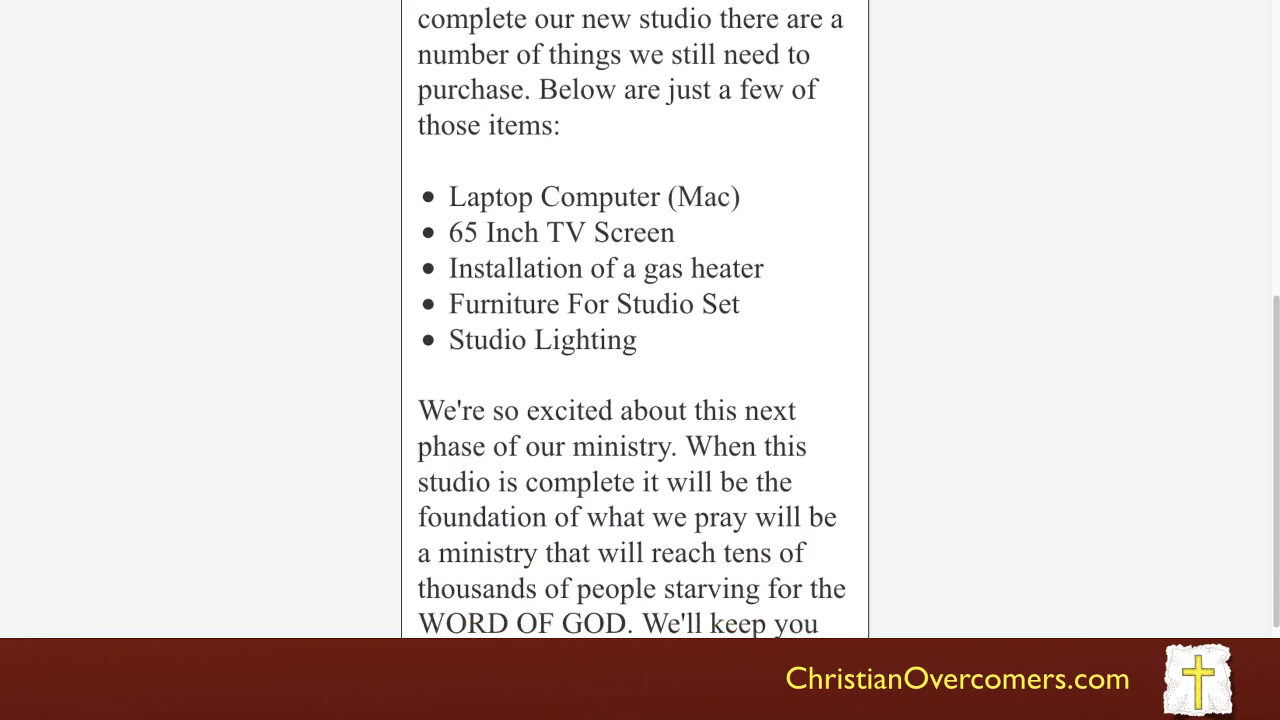 complete our new studio there are a
number of things we still need to
purchase. Below are just a few of
those items:
• Laptop Computer (Mac)
• 65 Inch TV Screen
• Installation of a gas heater
• Furniture For Studio Set
• Studio Lighting
We're so excited about this next
phase of our ministry. When this
studio is complete it will be the
foundation of what we pray will be
a ministry that will reach tens of
thousands of people starving for the
WORD OF GOD. We'll keep you
ChristianOvercomers.com